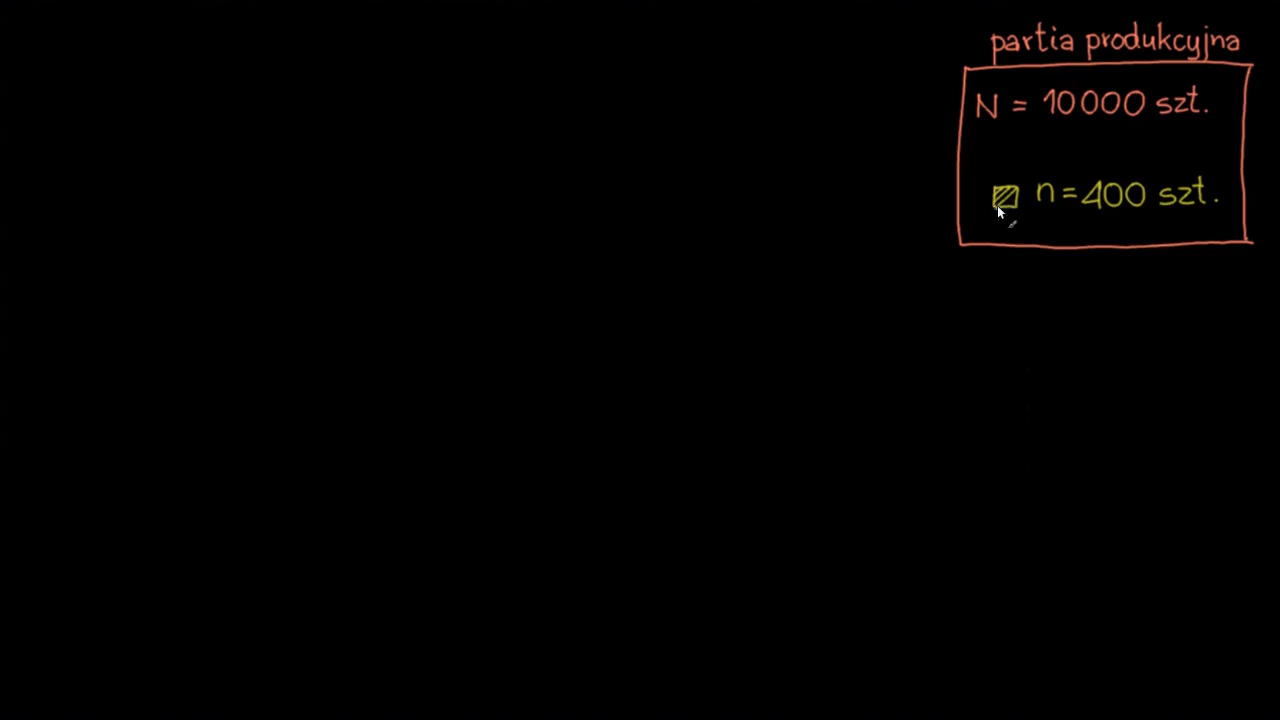 partia produkcyjna
N = 10000 szt.
n = 400 szt.